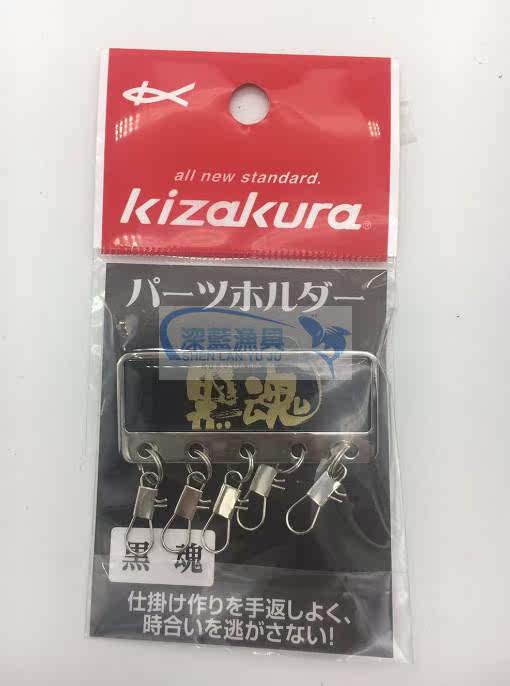 all new standard.
kizakura®
パーツホルダー
深藍漁具
SHEN LAN YU JU
黒魂
黒 魂
仕掛け作りを手返しよく、
時合いを逃がさない!